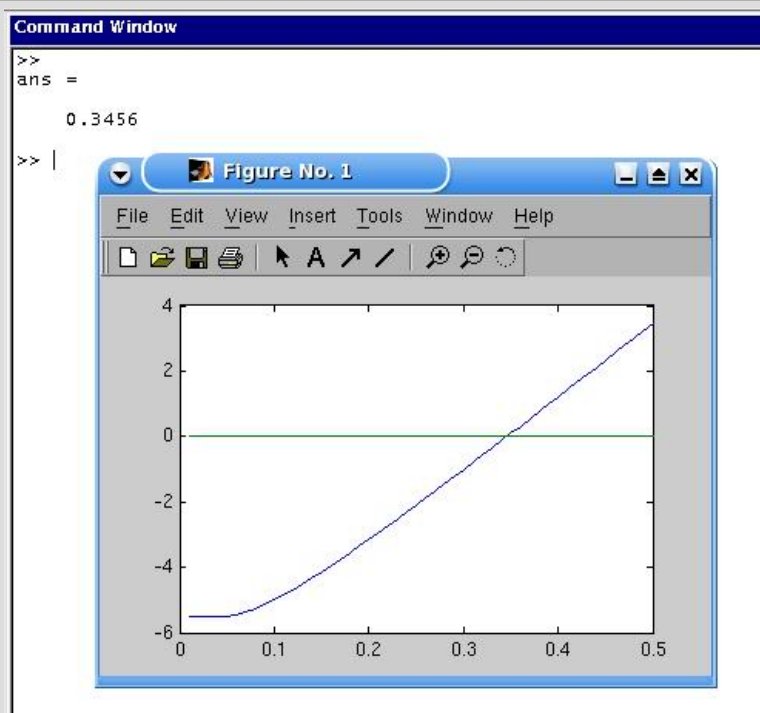 Command Window
>>
ans =
0.3456
>>
Figure No. 1
File Edit View Insert Tools Window Help
A
4
2
0
-2
-4
-6
0 0.1 0.2 0.3 0.4 0.5